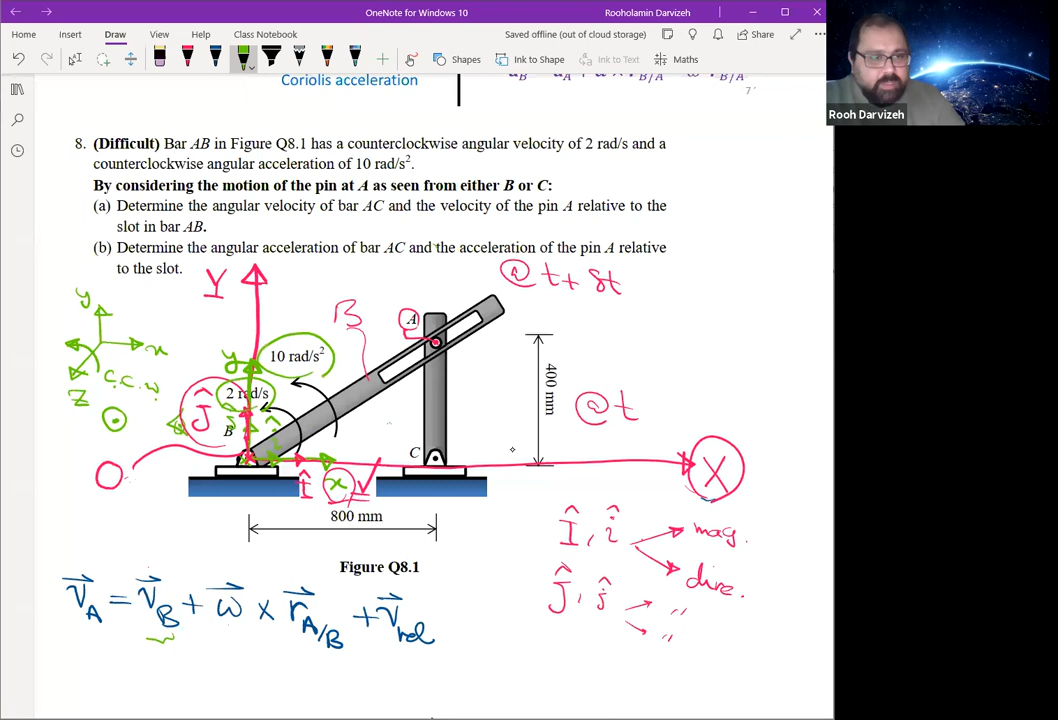 OneNote for Windows 10
Rooholamin Darvizeh
Home Insert Draw View Help Class Notebook
Saved offline (out of cloud storage)
Share
Ink to Shape
Ink to Text
Maths
Rooh Darvizeh
Coriolis acceleration
7
8. (Difficult) Bar AB in Figure Q8.1 has a counterclockwise angular velocity of 2 rad/s and a
counterclockwise angular acceleration of 10 rad/s².
By considering the motion of the pin at A as seen from either B or C:
(a) Determine the angular velocity of bar AC and the velocity of the pin A relative to the
slot in bar AB.
(b) Determine the angular acceleration of bar AC and the acceleration of the pin A relative
to the slot.
Y
@ t + δt
y
B
A
x
y
10 rad/s²
C.C.W
z
2 rad/s
Ĵ
400 mm
@ t
B
C
O
Î
x
X
800 mm
Î, î
mag.
Figure Q8.1
dire.
Ĵ, ĵ
"
"
v⃗A = v⃗B + ω⃗ × r⃗A/B + v⃗rel